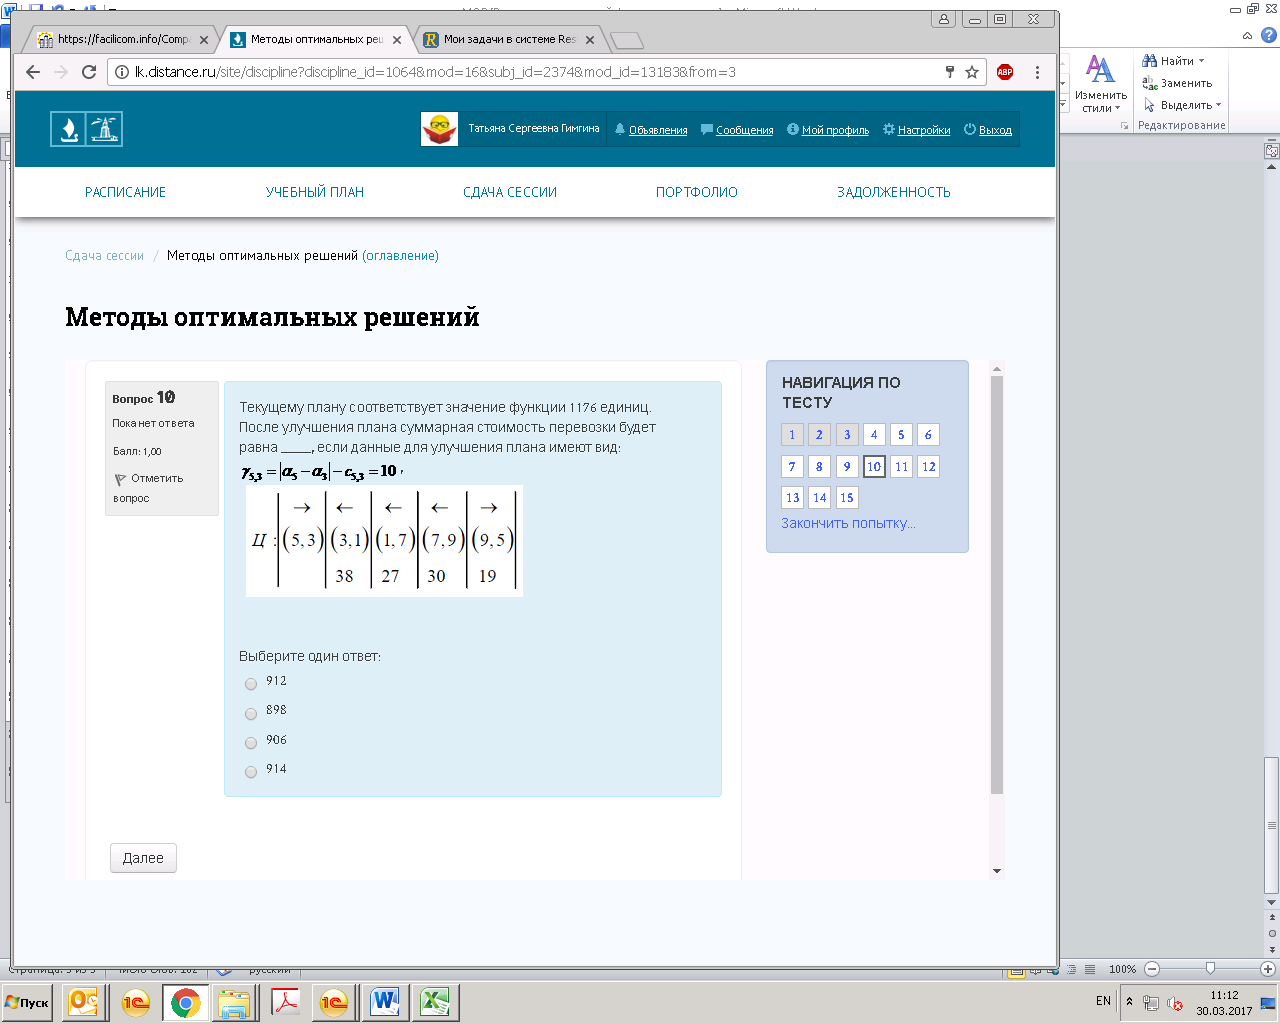 https://facilicom.info/Compa
Методы оптимальных реш
Мои задачи в системе Res
lk.distance.ru/site/discipline?discipline_id=1064&mod=16&subj_id=2374&mod_id=13183&from=3
ABP
Изменить стили
Найти
Заменить
Выделить
Редактирование
Татьяна Сергеевна Гимгина
Объявления
Сообщения
Мой профиль
Настройки
Выход
РАСПИСАНИЕ
УЧЕБНЫЙ ПЛАН
СДАЧА СЕССИИ
ПОРТФОЛИО
ЗАДОЛЖЕННОСТЬ
Сдача сессии / Методы оптимальных решений (оглавление)
Методы оптимальных решений
Вопрос 10
Пока нет ответа
Балл: 1,00
Отметить
вопрос
Текущему плану соответствует значение функции 1176 единиц.
После улучшения плана суммарная стоимость перевозки будет
равна ____, если данные для улучшения плана имеют вид:
γ5,3 = |α5 − α3| − c5,3 = 10 ,
→ ← ← ← →
Ц : (5,3) (3,1) (1,7) (7,9) (9,5)
38 27 30 19
Выберите один ответ:
912
898
906
914
Далее
НАВИГАЦИЯ ПО
ТЕСТУ
1 2 3 4 5 6
7 8 9 10 11 12
13 14 15
Закончить попытку...
100%
Пуск
EN
11:12
30.03.2017